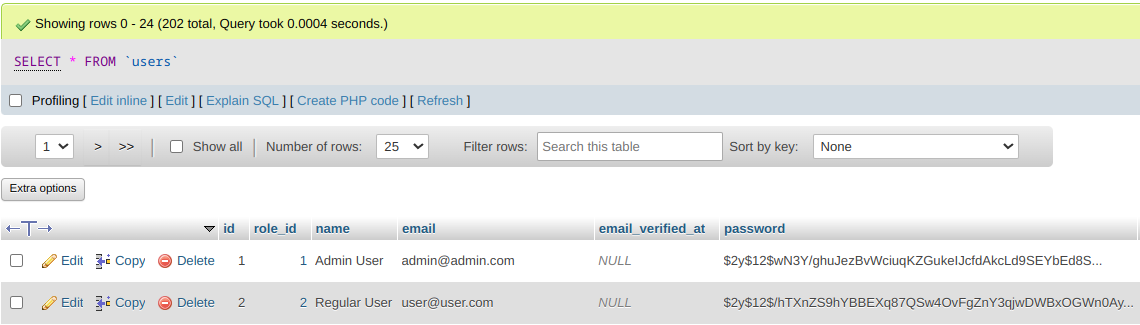 Showing rows 0 - 24 (202 total, Query took 0.0004 seconds.)
SELECT * FROM `users`
Profiling [ Edit inline ] [ Edit ] [ Explain SQL ] [ Create PHP code ] [ Refresh ]
1 > >> | Show all | Number of rows: 25 Filter rows: Search this table Sort by key: None
Extra options
←T→ id role_id name email email_verified_at password
Edit Copy Delete 1 1 Admin User admin@admin.com NULL $2y$12$wN3Y/ghuJezBvWciuqKZGukeIJcfdAkcLd9SEYbEd8S...
Edit Copy Delete 2 2 Regular User user@user.com NULL $2y$12$/hTXnZS9hYBBEXq87QSw4OvFgZnY3qjwDWBxOGWn0Ay...